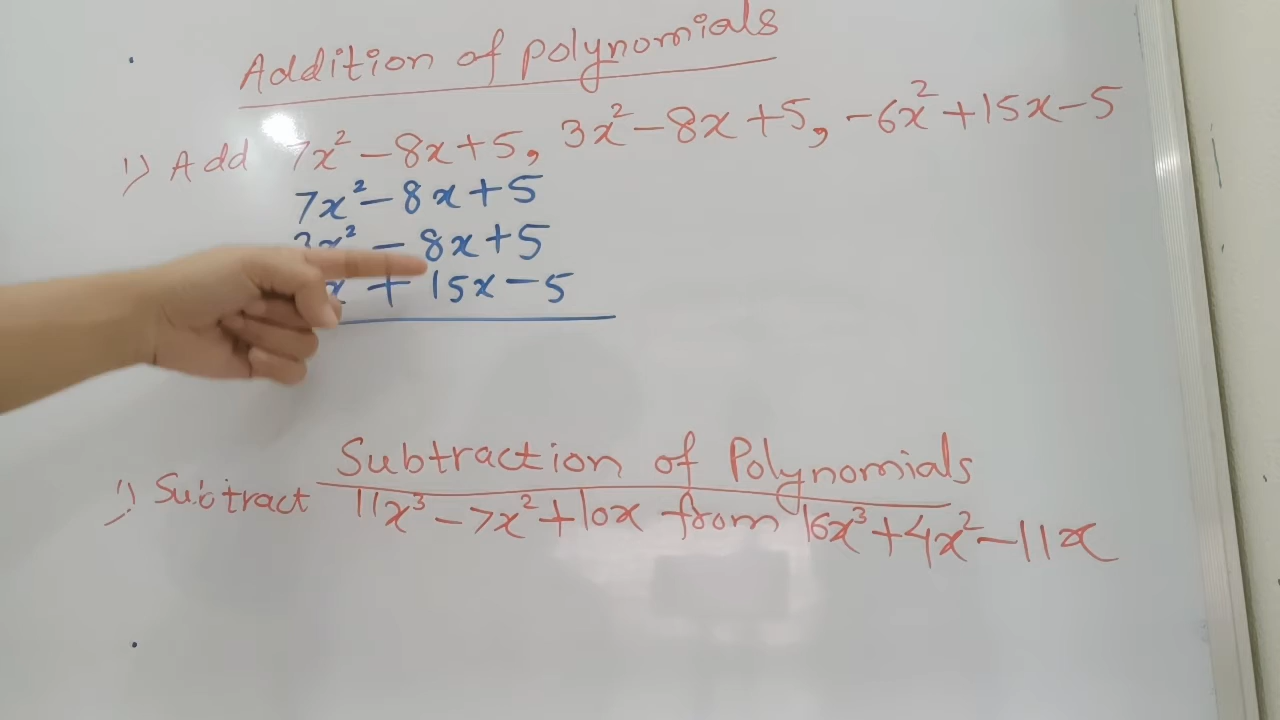 Addition of polynomials
1) Add 7x² - 8x + 5, 3x² - 8x + 5, -6x² + 15x - 5
7x² - 8x + 5
3x² - 8x + 5
x + 15x - 5
Subtraction of Polynomials
1) Subtract 11x³ - 7x² + 10x from 16x³ + 4x² - 11x